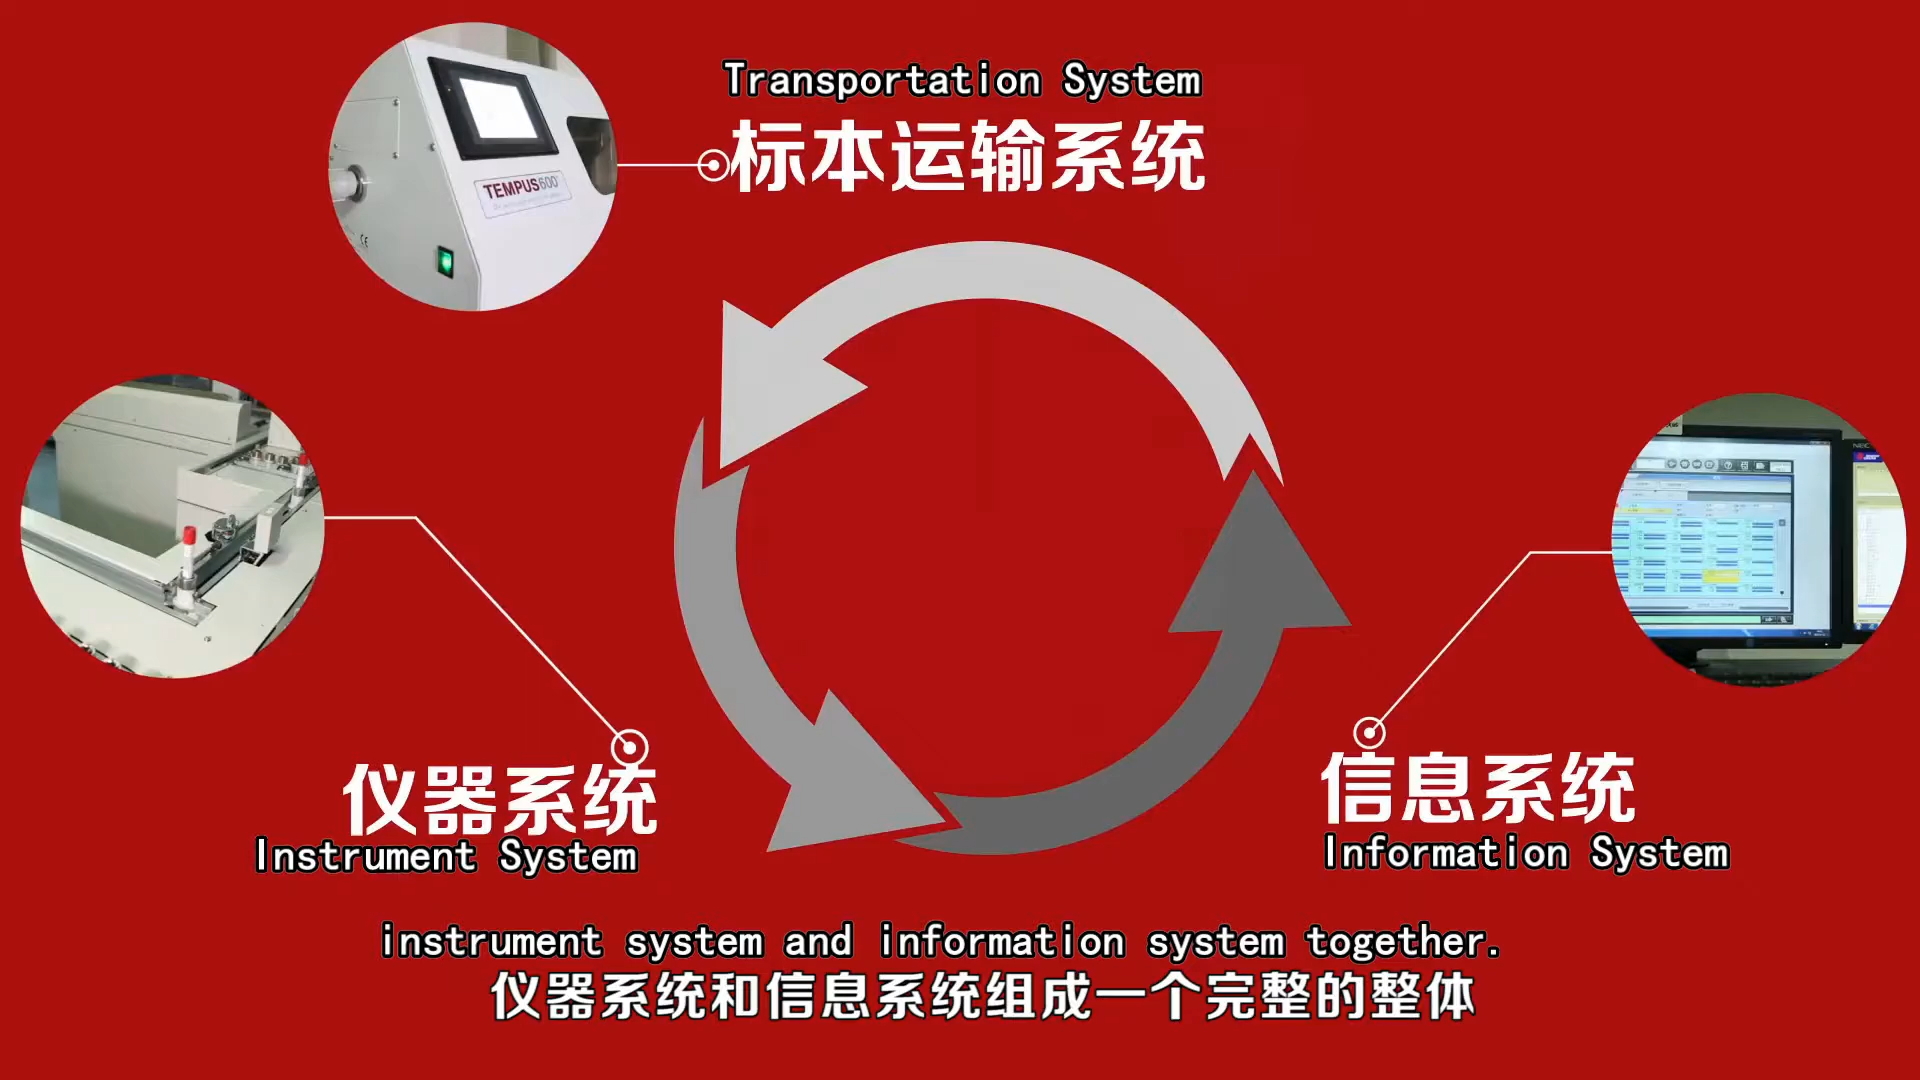 Transportation System
标本运输系统
TEMPUS600
CE
NEC
仪器系统
Instrument System
信息系统
Information System
instrument system and information system together.
仪器系统和信息系统组成一个完整的整体